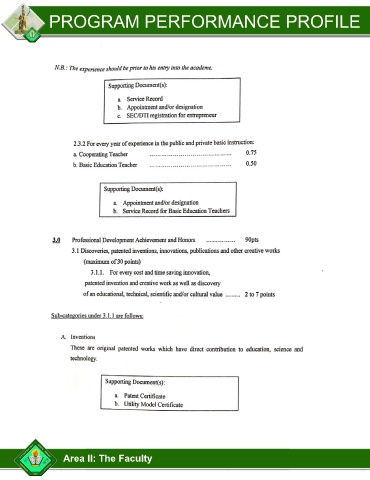 PROGRAM PERFORMANCE PROFILE
N.B.: The experience should be prior to his entry into the academe.
Supporting Document(s):
a. Service Record
b. Appointment and/or designation
c. SEC/DTI registration for entrepreneur
2.3.2 For every year of experience in the public and private basic instruction:
a. Cooperating Teacher ........................................ 0.75
b. Basic Education Teacher ........................................ 0.50
Supporting Document(s):
a. Appointment and/or designation
b. Service Record for Basic Education Teachers
3.0 Professional Development Achievement and Honors ............... 90pts
3.1 Discoveries, patented inventions, innovations, publications and other creative works
(maximum of 30 points)
3.1.1. For every cost and time saving innovation,
patented invention and creative work as well as discovery
of an educational, technical, scientific and/or cultural value ........ 2 to 7 points
Sub-categories under 3.1.1 are follows:
A. Inventions
These are original patented works which have direct contribution to education, science and
technology.
Supporting Document(s):
a. Patent Certificate
b. Utility Model Certificate
Area II: The Faculty